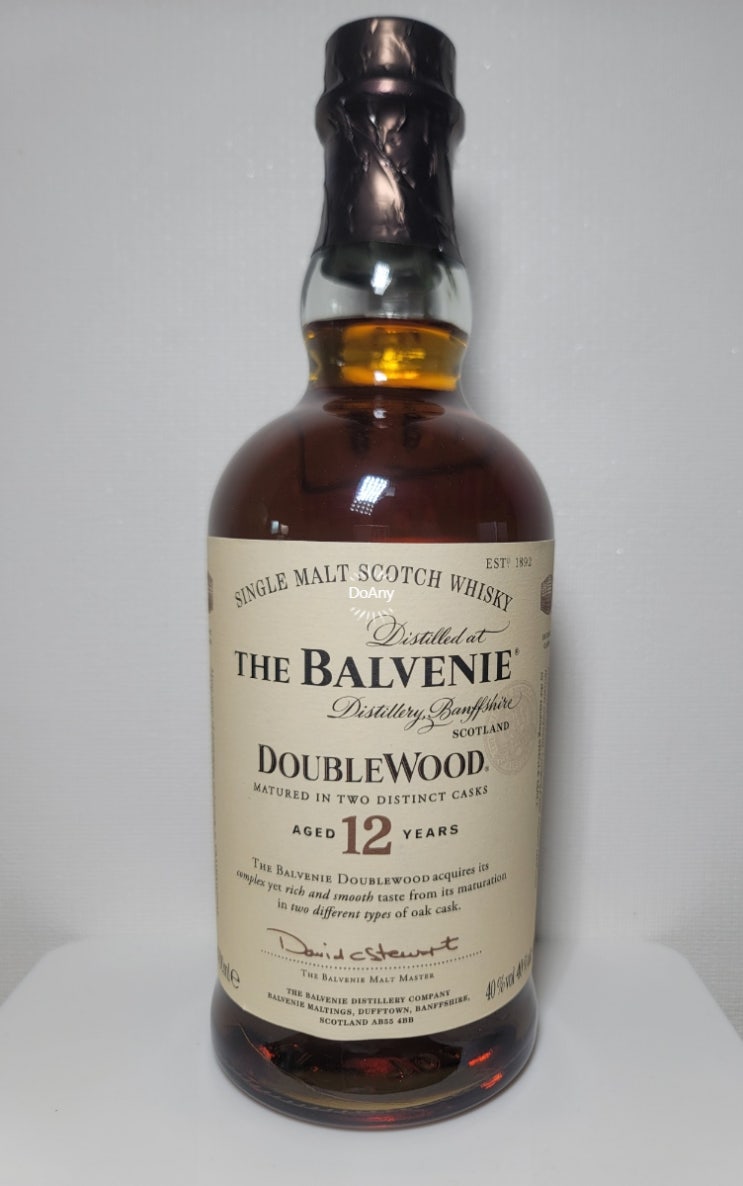 ESTD 1892
SINGLE MALT SCOTCH WHISKY
DoAny
Distilled at
THE BALVENIE®
Distillery, Banffshire
SCOTLAND
DOUBLEWOOD®
MATURED IN TWO DISTINCT CASKS
AGED 12 YEARS
THE BALVENIE DOUBLEWOOD acquires its
complex yet rich and smooth taste from its maturation
in two different types of oak cask.
David C Stewart
THE BALVENIE MALT MASTER
THE BALVENIE DISTILLERY COMPANY
BALVENIE MALTINGS, DUFFTOWN, BANFFSHIRE,
SCOTLAND AB55 4BB
40%vol